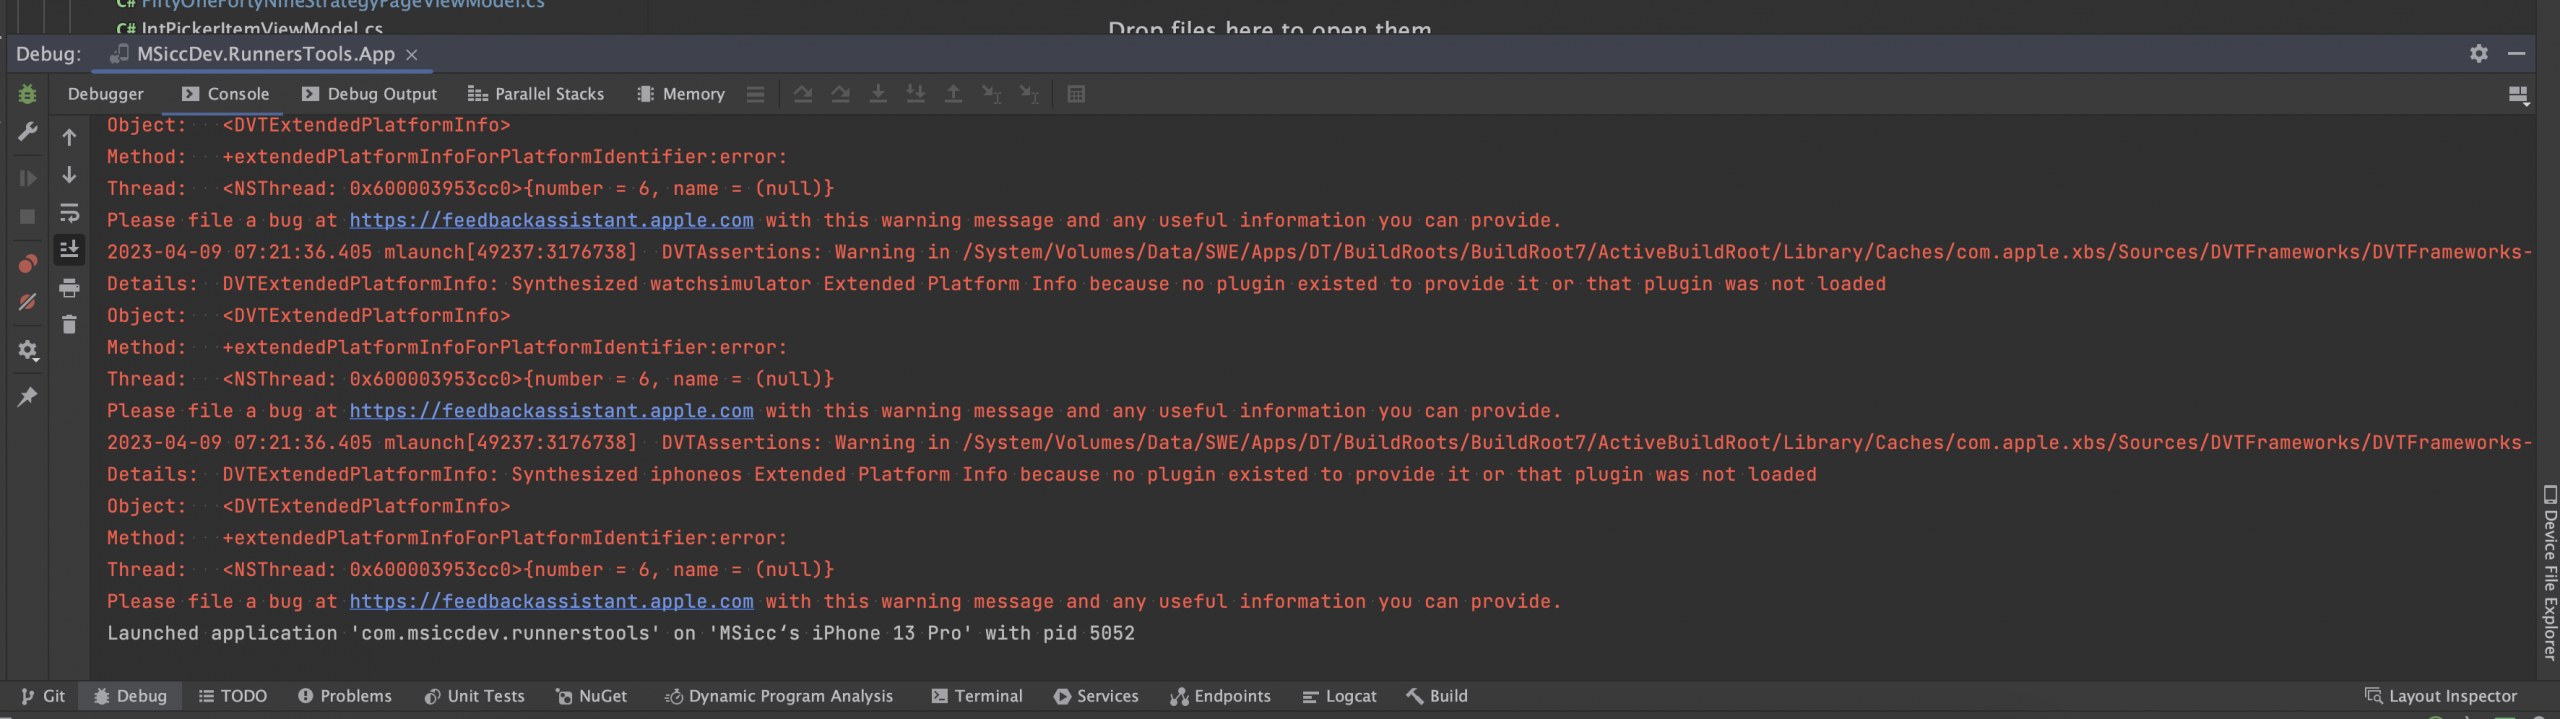 C# FiftyOneFortyNineStrategyPageViewModel.cs
C# IntPickerItemViewModel.cs
Drop files here to open them
Debug: MSiccDev.RunnersTools.App
Debugger Console Debug Output Parallel Stacks Memory
Object: <DVTExtendedPlatformInfo>
Method: +extendedPlatformInfoForPlatformIdentifier:error:
Thread: <NSThread: 0x600003953cc0>{number = 6, name = (null)}
Please file a bug at https://feedbackassistant.apple.com with this warning message and any useful information you can provide.
2023-04-09 07:21:36.405 mlaunch[49237:3176738] DVTAssertions: Warning in /System/Volumes/Data/SWE/Apps/DT/BuildRoots/BuildRoot7/ActiveBuildRoot/Library/Caches/com.apple.xbs/Sources/DVTFrameworks/DVTFrameworks-
Details: DVTExtendedPlatformInfo: Synthesized watchsimulator Extended Platform Info because no plugin existed to provide it or that plugin was not loaded
Object: <DVTExtendedPlatformInfo>
Method: +extendedPlatformInfoForPlatformIdentifier:error:
Thread: <NSThread: 0x600003953cc0>{number = 6, name = (null)}
Please file a bug at https://feedbackassistant.apple.com with this warning message and any useful information you can provide.
2023-04-09 07:21:36.405 mlaunch[49237:3176738] DVTAssertions: Warning in /System/Volumes/Data/SWE/Apps/DT/BuildRoots/BuildRoot7/ActiveBuildRoot/Library/Caches/com.apple.xbs/Sources/DVTFrameworks/DVTFrameworks-
Details: DVTExtendedPlatformInfo: Synthesized iphoneos Extended Platform Info because no plugin existed to provide it or that plugin was not loaded
Object: <DVTExtendedPlatformInfo>
Method: +extendedPlatformInfoForPlatformIdentifier:error:
Thread: <NSThread: 0x600003953cc0>{number = 6, name = (null)}
Please file a bug at https://feedbackassistant.apple.com with this warning message and any useful information you can provide.
Launched application 'com.msiccdev.runnerstools' on 'MSicc‘s iPhone 13 Pro' with pid 5052
Device File Explorer
Git Debug TODO Problems Unit Tests NuGet Dynamic Program Analysis Terminal Services Endpoints Logcat Build Layout Inspector